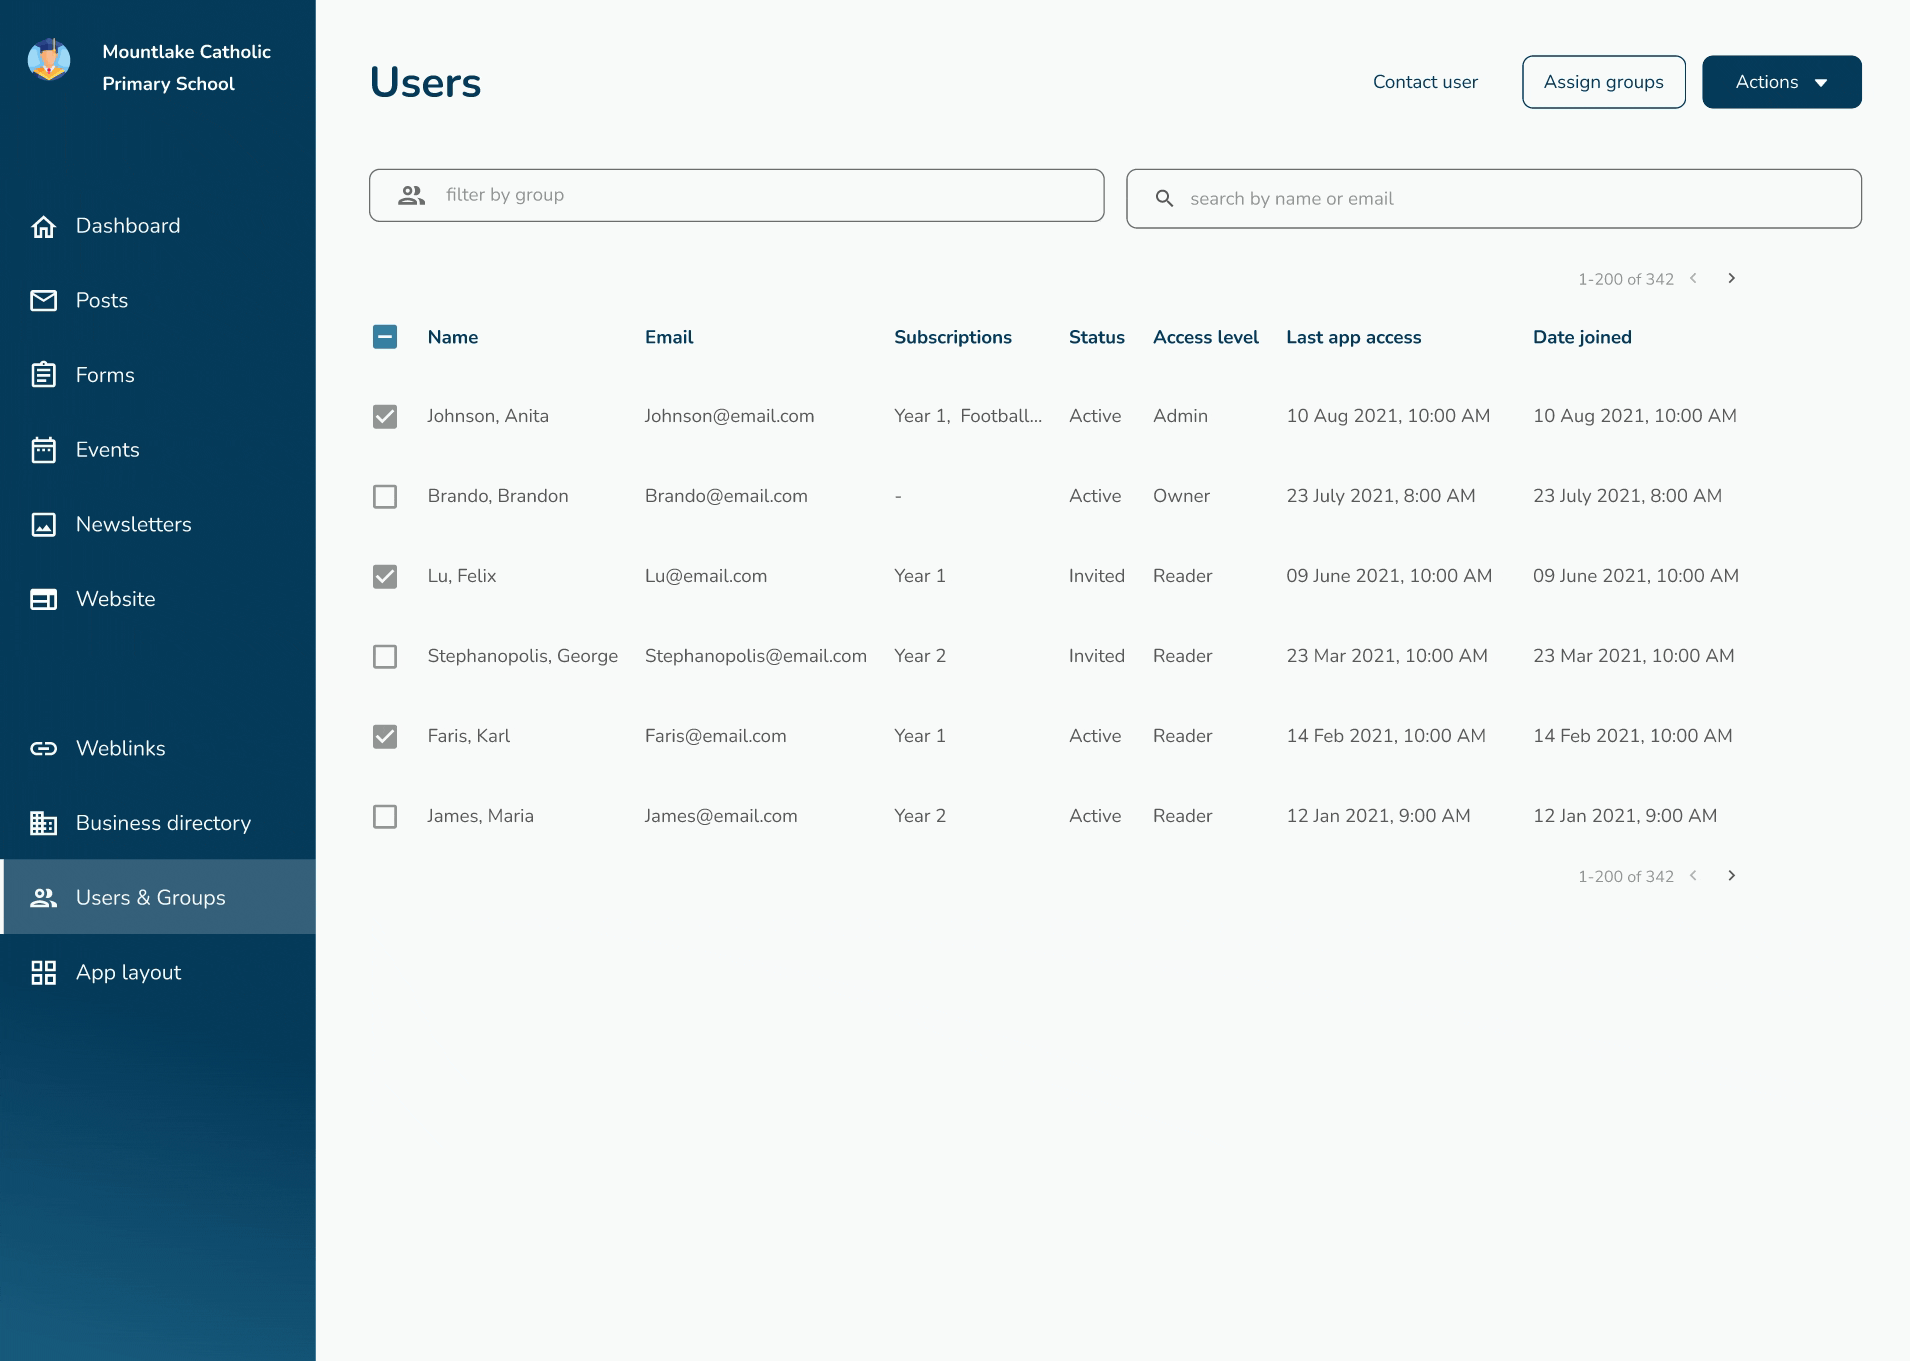 Mountlake Catholic
Primary School
Dashboard
Posts
Forms
Events
Newsletters
Website
Weblinks
Business directory
Users & Groups
App layout
Users
Contact user
Assign groups
Actions
filter by group
search by name or email
1-200 of 342
Name Email Subscriptions Status Access level Last app access Date joined
Johnson, Anita Johnson@email.com Year 1, Football... Active Admin 10 Aug 2021, 10:00 AM 10 Aug 2021, 10:00 AM
Brando, Brandon Brando@email.com - Active Owner 23 July 2021, 8:00 AM 23 July 2021, 8:00 AM
Lu, Felix Lu@email.com Year 1 Invited Reader 09 June 2021, 10:00 AM 09 June 2021, 10:00 AM
Stephanopolis, George Stephanopolis@email.com Year 2 Invited Reader 23 Mar 2021, 10:00 AM 23 Mar 2021, 10:00 AM
Faris, Karl Faris@email.com Year 1 Active Reader 14 Feb 2021, 10:00 AM 14 Feb 2021, 10:00 AM
James, Maria James@email.com Year 2 Active Reader 12 Jan 2021, 9:00 AM 12 Jan 2021, 9:00 AM
1-200 of 342